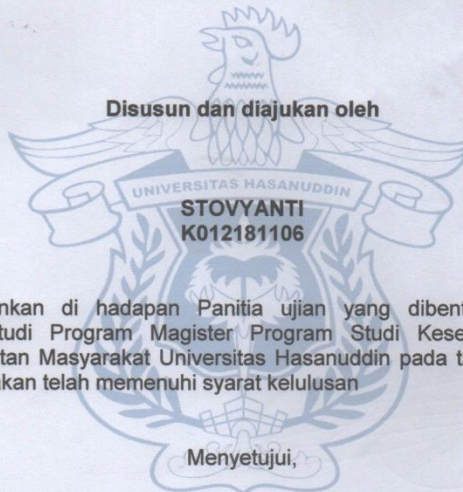 Disusun dan diajukan oleh
UNIVERSITAS HASANUDDIN
STOVYANTI
K012181106
nkan di hadapan Panitia ujian yang dibent
tudi Program Magister Program Studi Kese
tan Masyarakat Universitas Hasanuddin pada t
akan telah memenuhi syarat kelulusan
Menyetujui,